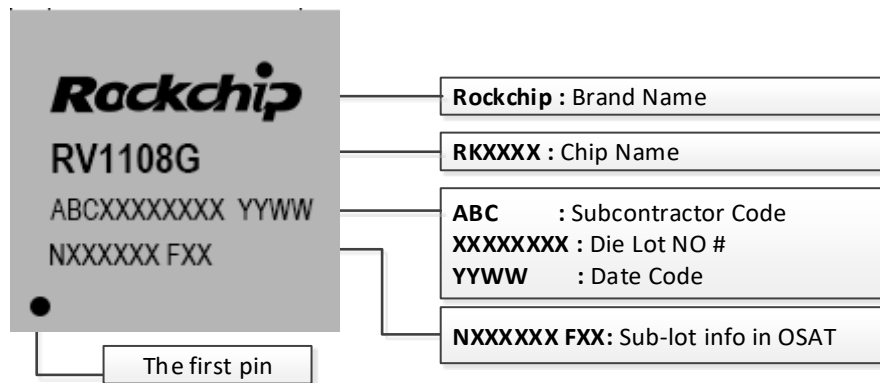 Rockchip
RV1108G
ABCXXXXXXXX YYWW
NXXXXXX FXX
The first pin
Rockchip : Brand Name
RKXXXX : Chip Name
ABC : Subcontractor Code
XXXXXXXX : Die Lot NO #
YYWW : Date Code
NXXXXXX FXX: Sub-lot info in OSAT